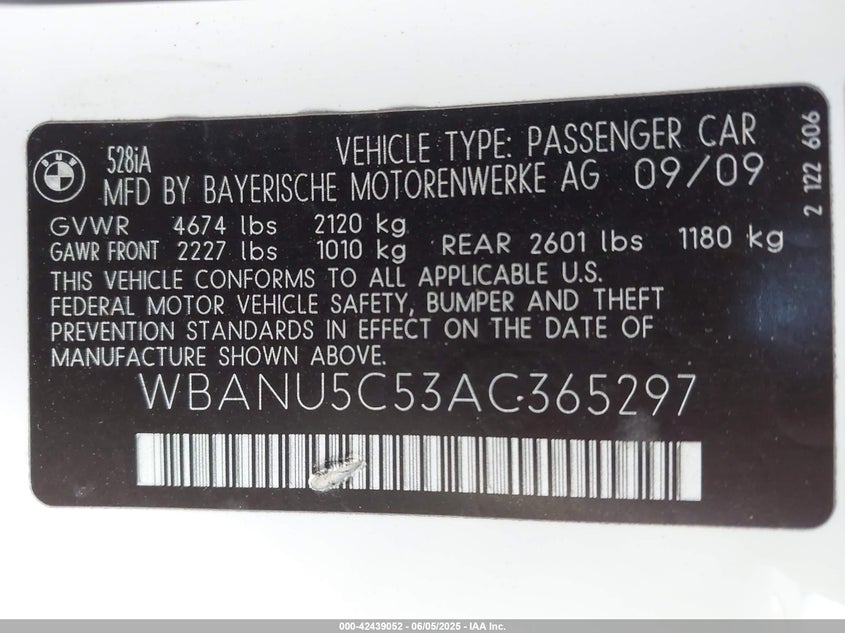 BMW
528iA
VEHICLE TYPE: PASSENGER CAR
MFD BY BAYERISCHE MOTORENWERKE AG 09/09
GVWR 4674 lbs 2120 kg
GAWR FRONT 2227 lbs 1010 kg REAR 2601 lbs 1180 kg
THIS VEHICLE CONFORMS TO ALL APPLICABLE U.S.
FEDERAL MOTOR VEHICLE SAFETY, BUMPER AND THEFT
PREVENTION STANDARDS IN EFFECT ON THE DATE OF
MANUFACTURE SHOWN ABOVE.
WBANU5C53AC365297
2 122 606
000-42439052 - 06/05/2025 - IAA Inc.